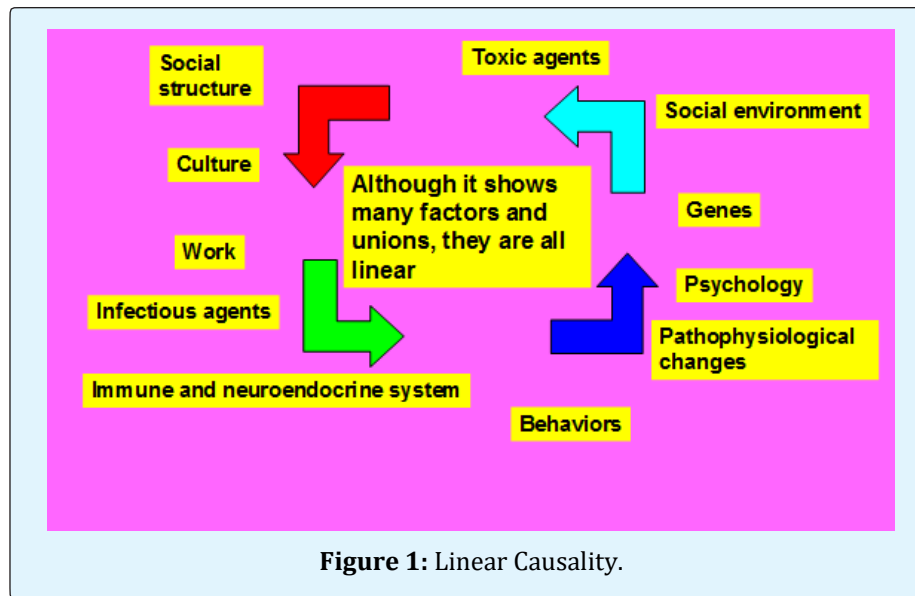 Social
structure
Toxic agents
Social environment
Culture
Although it shows
many factors and
unions, they are all
linear
Genes
Work
Psychology
Infectious agents
Pathophysiological
changes
Immune and neuroendocrine system
Behaviors
Figure 1: Linear Causality.